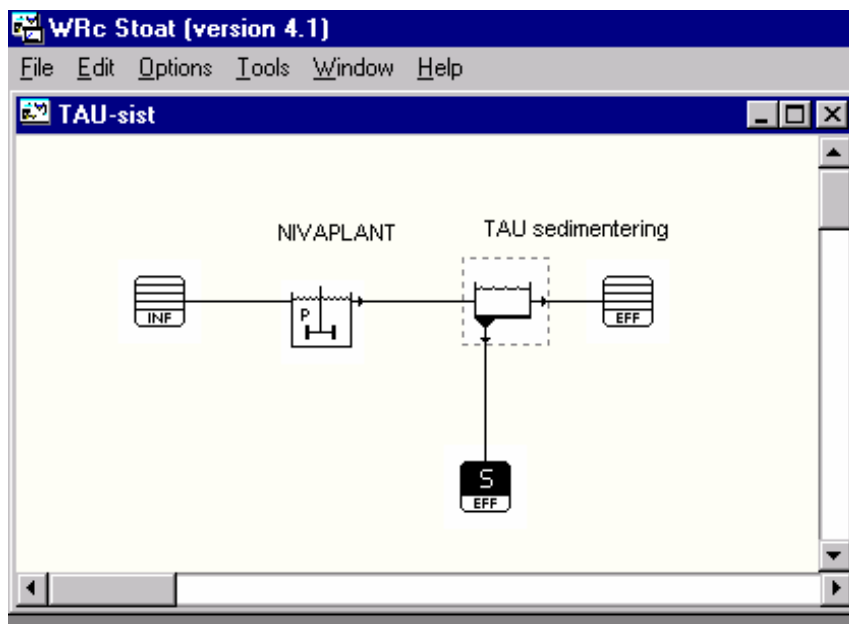 WRc Stoat (version 4.1)
File Edit Options Tools Window Help
TAU-sist
NIVAPLANT
TAU sedimentering
INF
P
EFF
S
EFF